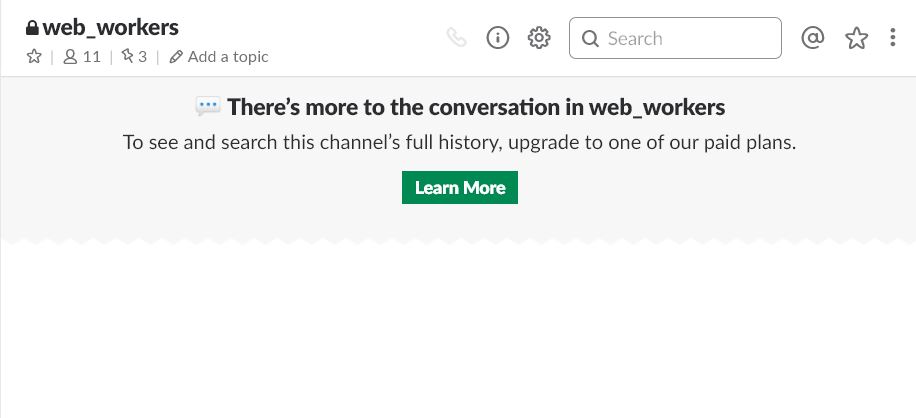 web_workers
11 | 3 | Add a topic
Search
There’s more to the conversation in web_workers
To see and search this channel’s full history, upgrade to one of our paid plans.
Learn More